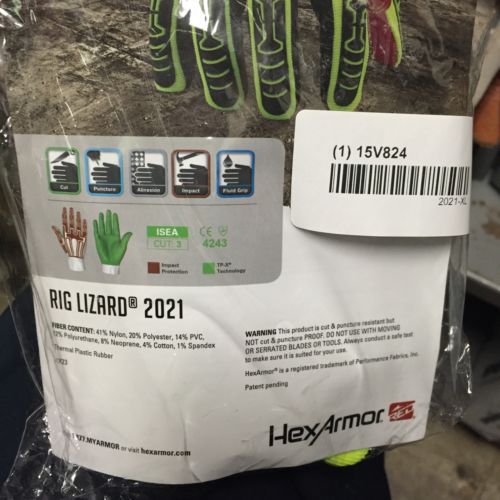 (1) 15V824
2021-XL
Cut Puncture Abrasion Impact Fluid Grip
ISEA
CUT: 3
CE
4243
Impact Protection
TP-X®
Technology
RIG LIZARD® 2021
FIBER CONTENT: 41% Nylon, 20% Polyester, 14% PVC,
Polyurethane, 8% Neoprene, 4% Cotton, 1% Spandex
Thermal Plastic Rubber
WARNING This product is cut & puncture resistant but
NOT cut & puncture PROOF. DO NOT USE WITH MOVING
OR SERRATED BLADES OR TOOLS. Always conduct a safe test
to make sure it is suited for your use.
HexArmor® is a registered trademark of Performance Fabrics, Inc.
Patent pending
.MYARMOR or visit hexarmor.com
HexArmor